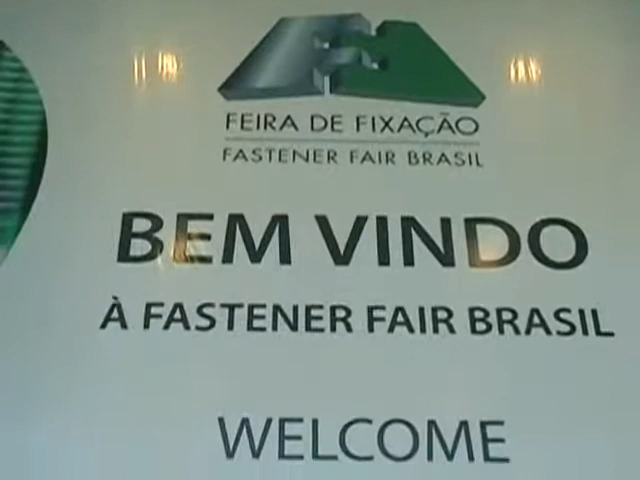 FEIRA DE FIXAÇÃO
FASTENER FAIR BRASIL
BEM VINDO
À FASTENER FAIR BRASIL
WELCOME